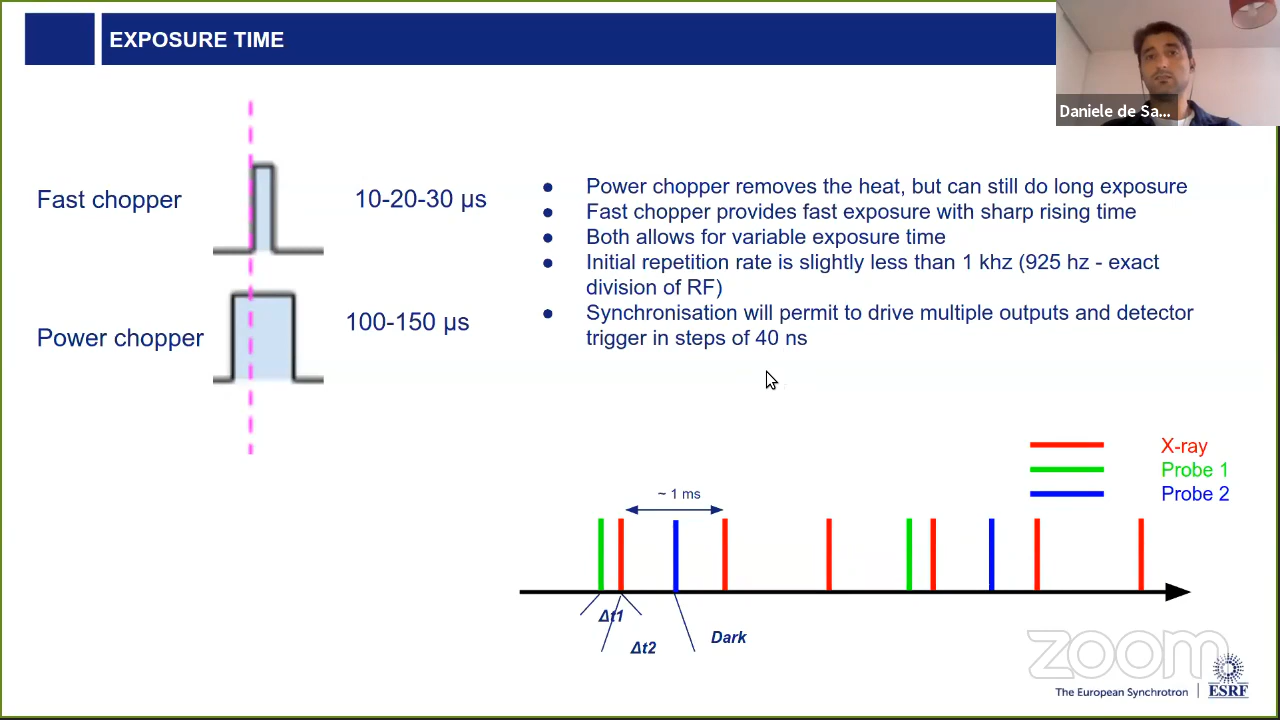 EXPOSURE TIME
Daniele de Sa...
Fast chopper
10-20-30 µs
Power chopper
100-150 µs
● Power chopper removes the heat, but can still do long exposure
● Fast chopper provides fast exposure with sharp rising time
● Both allows for variable exposure time
● Initial repetition rate is slightly less than 1 khz (925 hz - exact
division of RF)
● Synchronisation will permit to drive multiple outputs and detector
trigger in steps of 40 ns
X-ray
Probe 1
Probe 2
~ 1 ms
Δt1
Δt2
Dark
zoom
The European Synchrotron | ESRF